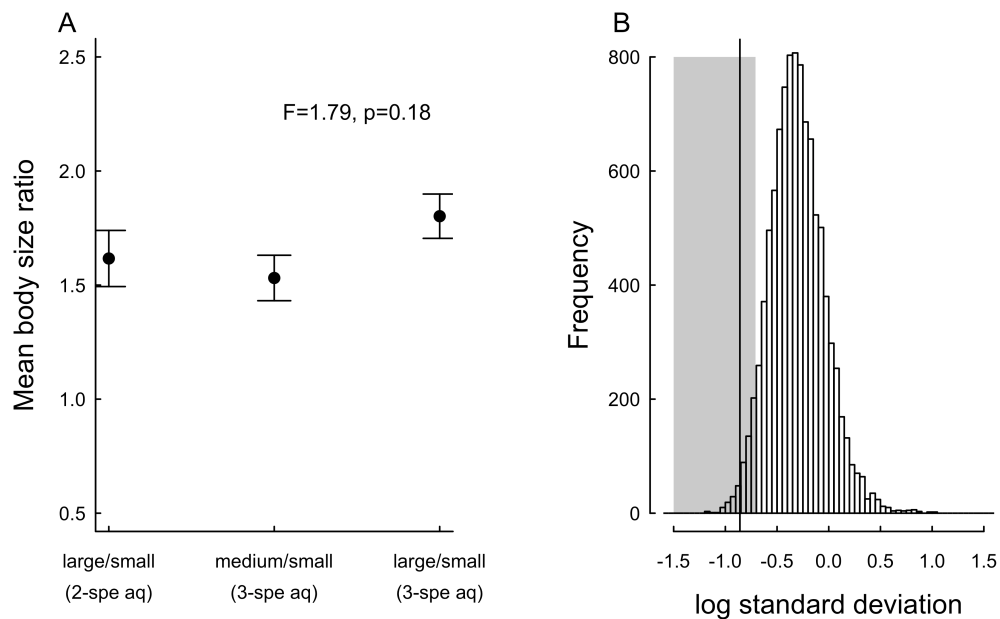 A
Mean body size ratio
2.5
2.0
1.5
1.0
0.5
F=1.79, p=0.18
large/small
(2-spe aq)
medium/small
(3-spe aq)
large/small
(3-spe aq)
B
Frequency
800
600
400
200
0
-1.5 -1.0 -0.5 0.0 0.5 1.0 1.5
log standard deviation